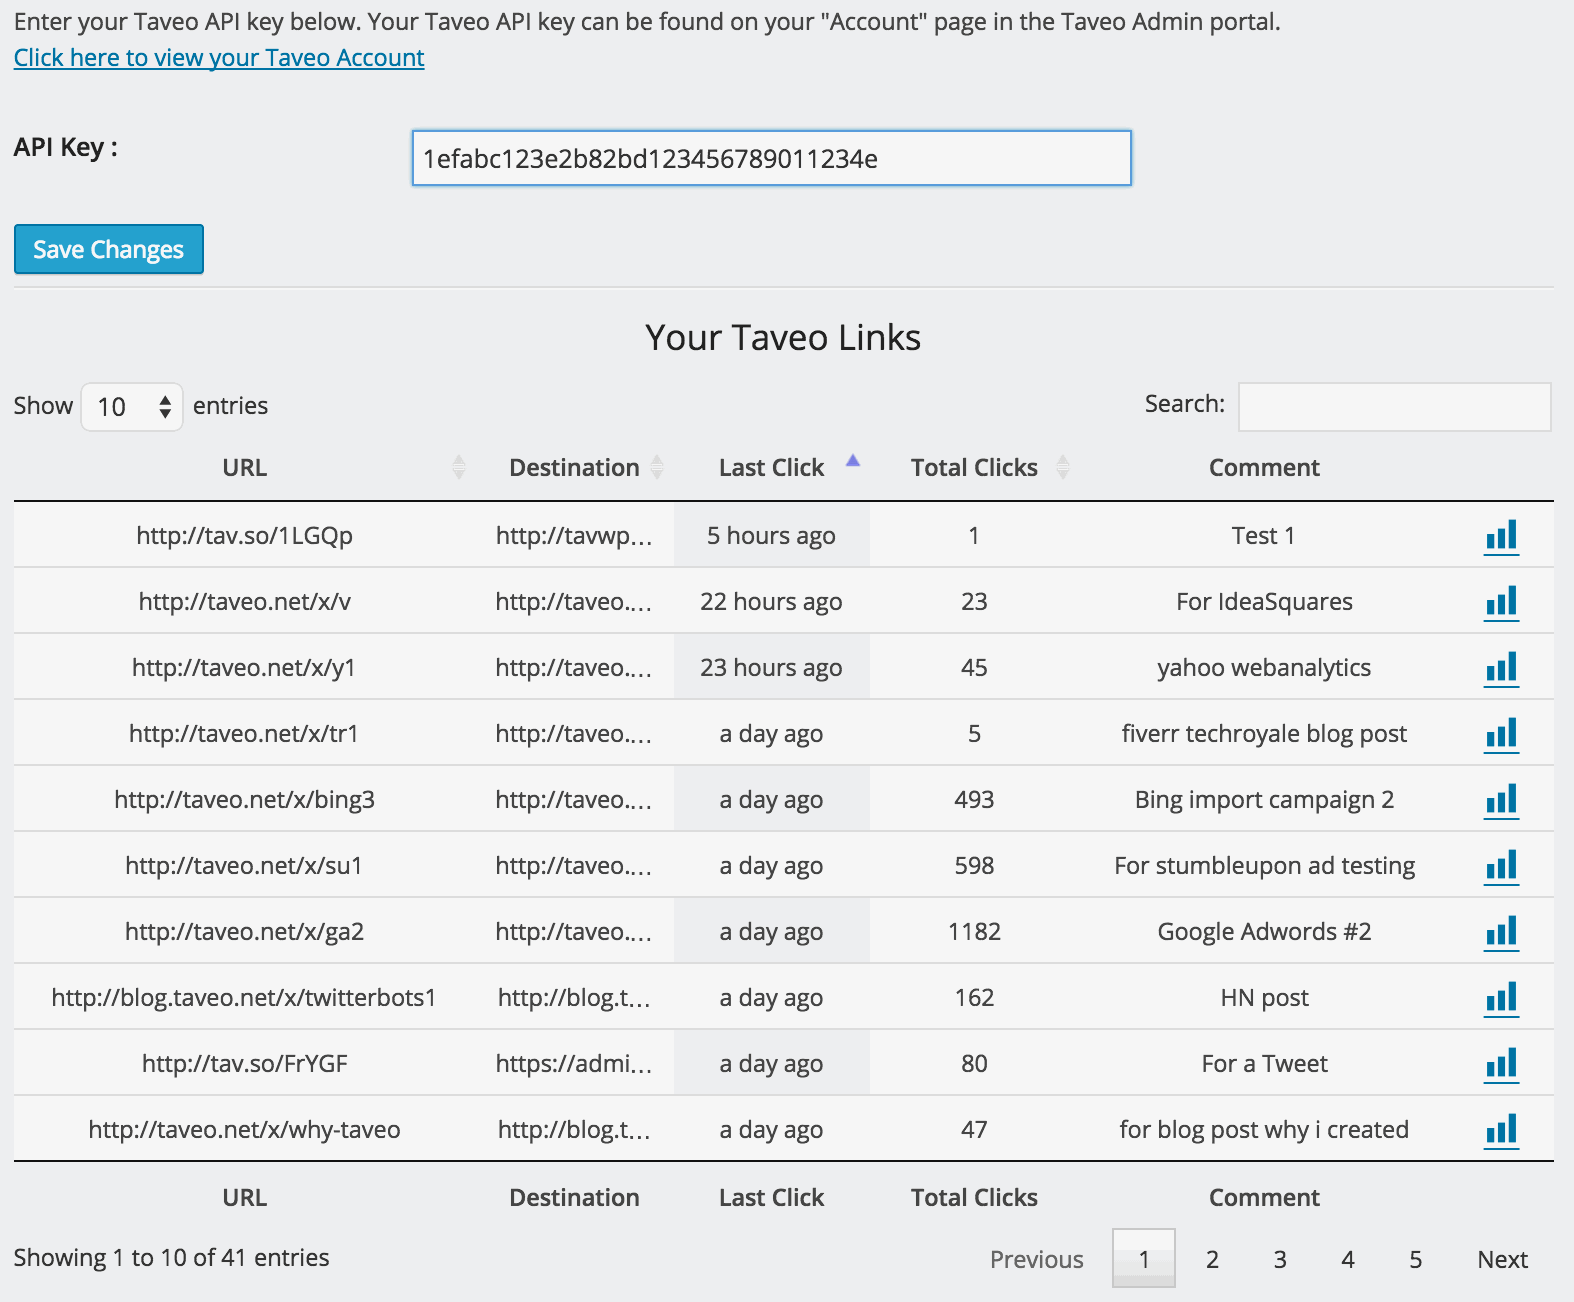 Enter your Taveo API key below. Your Taveo API key can be found on your "Account" page in the Taveo Admin portal.
Click here to view your Taveo Account
API Key :
1efabc123e2b82bd123456789011234e
Save Changes
Your Taveo Links
Show 10 entries Search:
URL Destination Last Click Total Clicks Comment
http://tav.so/1LGQp http://tavwp... 5 hours ago 1 Test 1
http://taveo.net/x/v http://taveo.... 22 hours ago 23 For IdeaSquares
http://taveo.net/x/y1 http://taveo.... 23 hours ago 45 yahoo webanalytics
http://taveo.net/x/tr1 http://taveo.... a day ago 5 fiverr techroyale blog post
http://taveo.net/x/bing3 http://taveo.... a day ago 493 Bing import campaign 2
http://taveo.net/x/su1 http://taveo.... a day ago 598 For stumbleupon ad testing
http://taveo.net/x/ga2 http://taveo.... a day ago 1182 Google Adwords #2
http://blog.taveo.net/x/twitterbots1 http://blog.t... a day ago 162 HN post
http://tav.so/FrYGF https://admi... a day ago 80 For a Tweet
http://taveo.net/x/why-taveo http://blog.t... a day ago 47 for blog post why i created
URL Destination Last Click Total Clicks Comment
Showing 1 to 10 of 41 entries Previous 1 2 3 4 5 Next